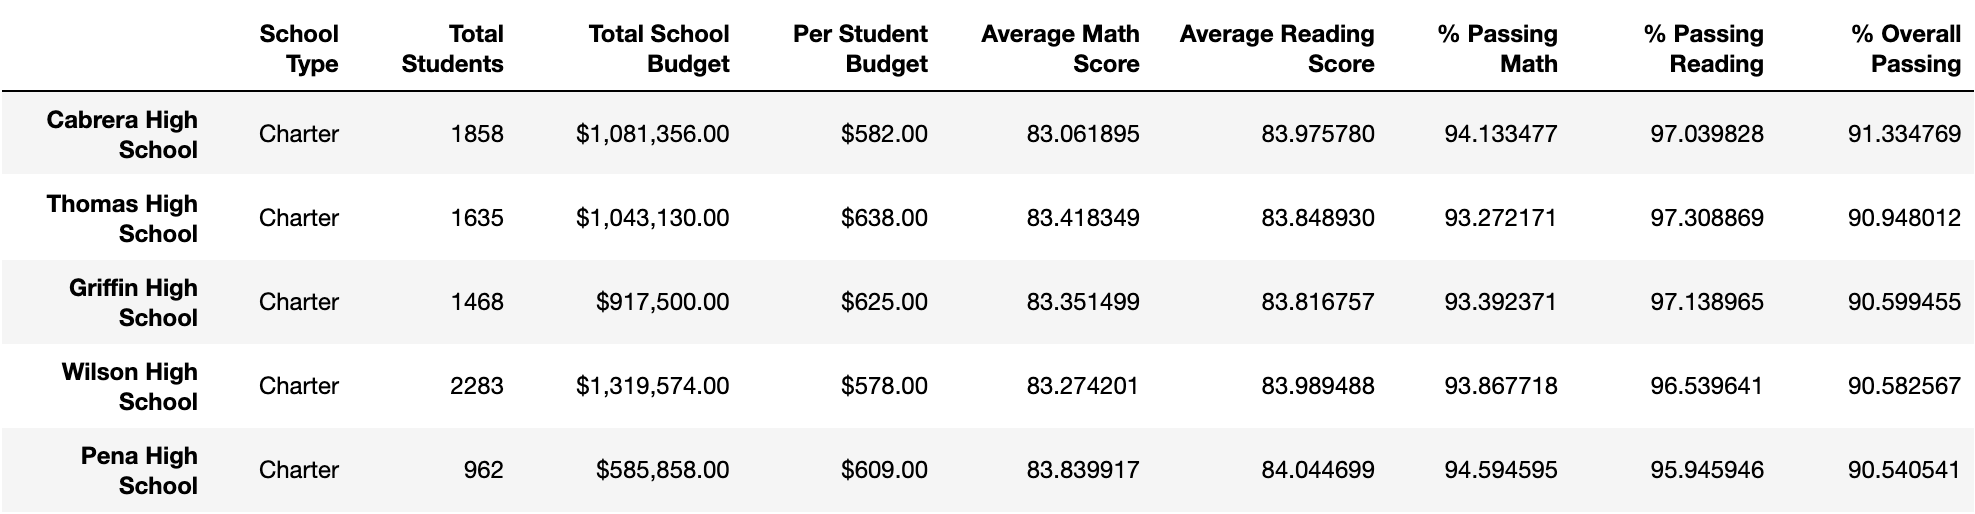 School Type Total Students Total School Budget Per Student Budget Average Math Score Average Reading Score % Passing Math % Passing Reading % Overall Passing
Cabrera High School Charter 1858 $1,081,356.00 $582.00 83.061895 83.975780 94.133477 97.039828 91.334769
Thomas High School Charter 1635 $1,043,130.00 $638.00 83.418349 83.848930 93.272171 97.308869 90.948012
Griffin High School Charter 1468 $917,500.00 $625.00 83.351499 83.816757 93.392371 97.138965 90.599455
Wilson High School Charter 2283 $1,319,574.00 $578.00 83.274201 83.989488 93.867718 96.539641 90.582567
Pena High School Charter 962 $585,858.00 $609.00 83.839917 84.044699 94.594595 95.945946 90.540541